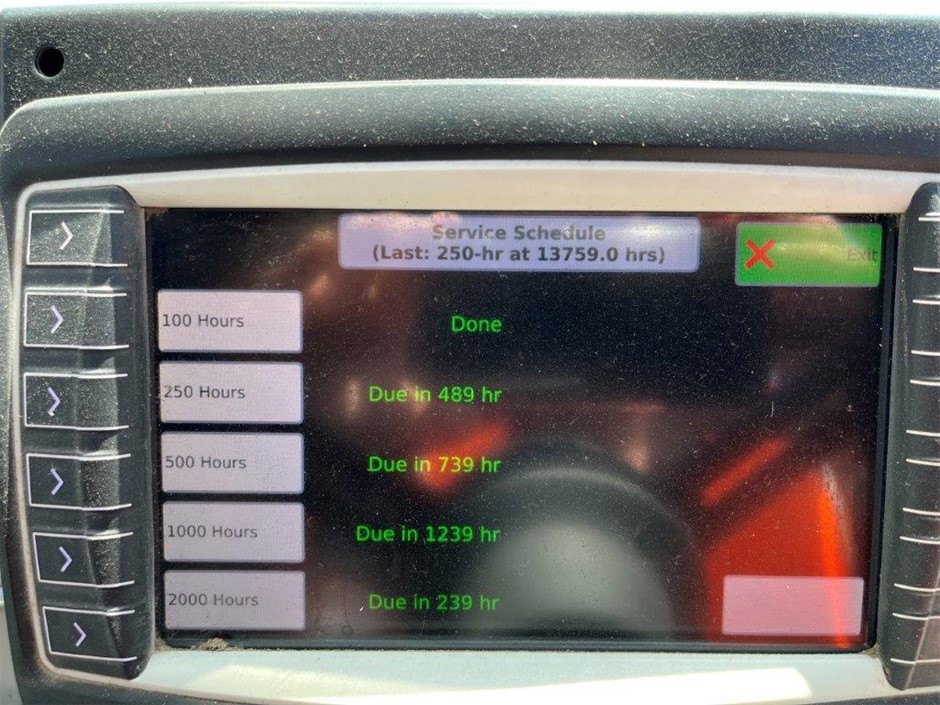 Service Schedule
(Last: 250-hr at 13759.0 hrs)
Exit
100 Hours
Done
250 Hours
Due in 489 hr
500 Hours
Due in 739 hr
1000 Hours
Due in 1239 hr
2000 Hours
Due in 239 hr